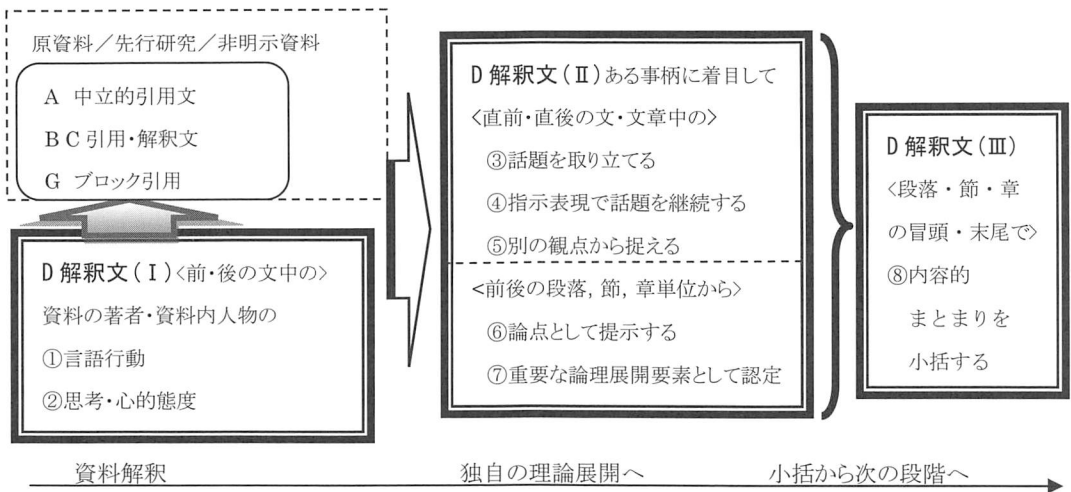 原資料／先行研究／非明示資料
A 中立的引用文
B C 引用・解釈文
G ブロック引用
D 解釈文(Ⅰ)<前・後の文中の>
資料の著者・資料内人物の
①言語行動
②思考・心的態度
D 解釈文(Ⅱ)ある事柄に着目して
<直前・直後の文・文章中の>
③話題を取り立てる
④指示表現で話題を継続する
⑤別の観点から捉える
<前後の段落, 節, 章単位から>
⑥論点として提示する
⑦重要な論理展開要素として認定
D 解釈文(Ⅲ)
<段落・節・章
の冒頭・末尾で>
⑧内容的
まとまりを
小括する
資料解釈
独自の理論展開へ
小括から次の段階へ